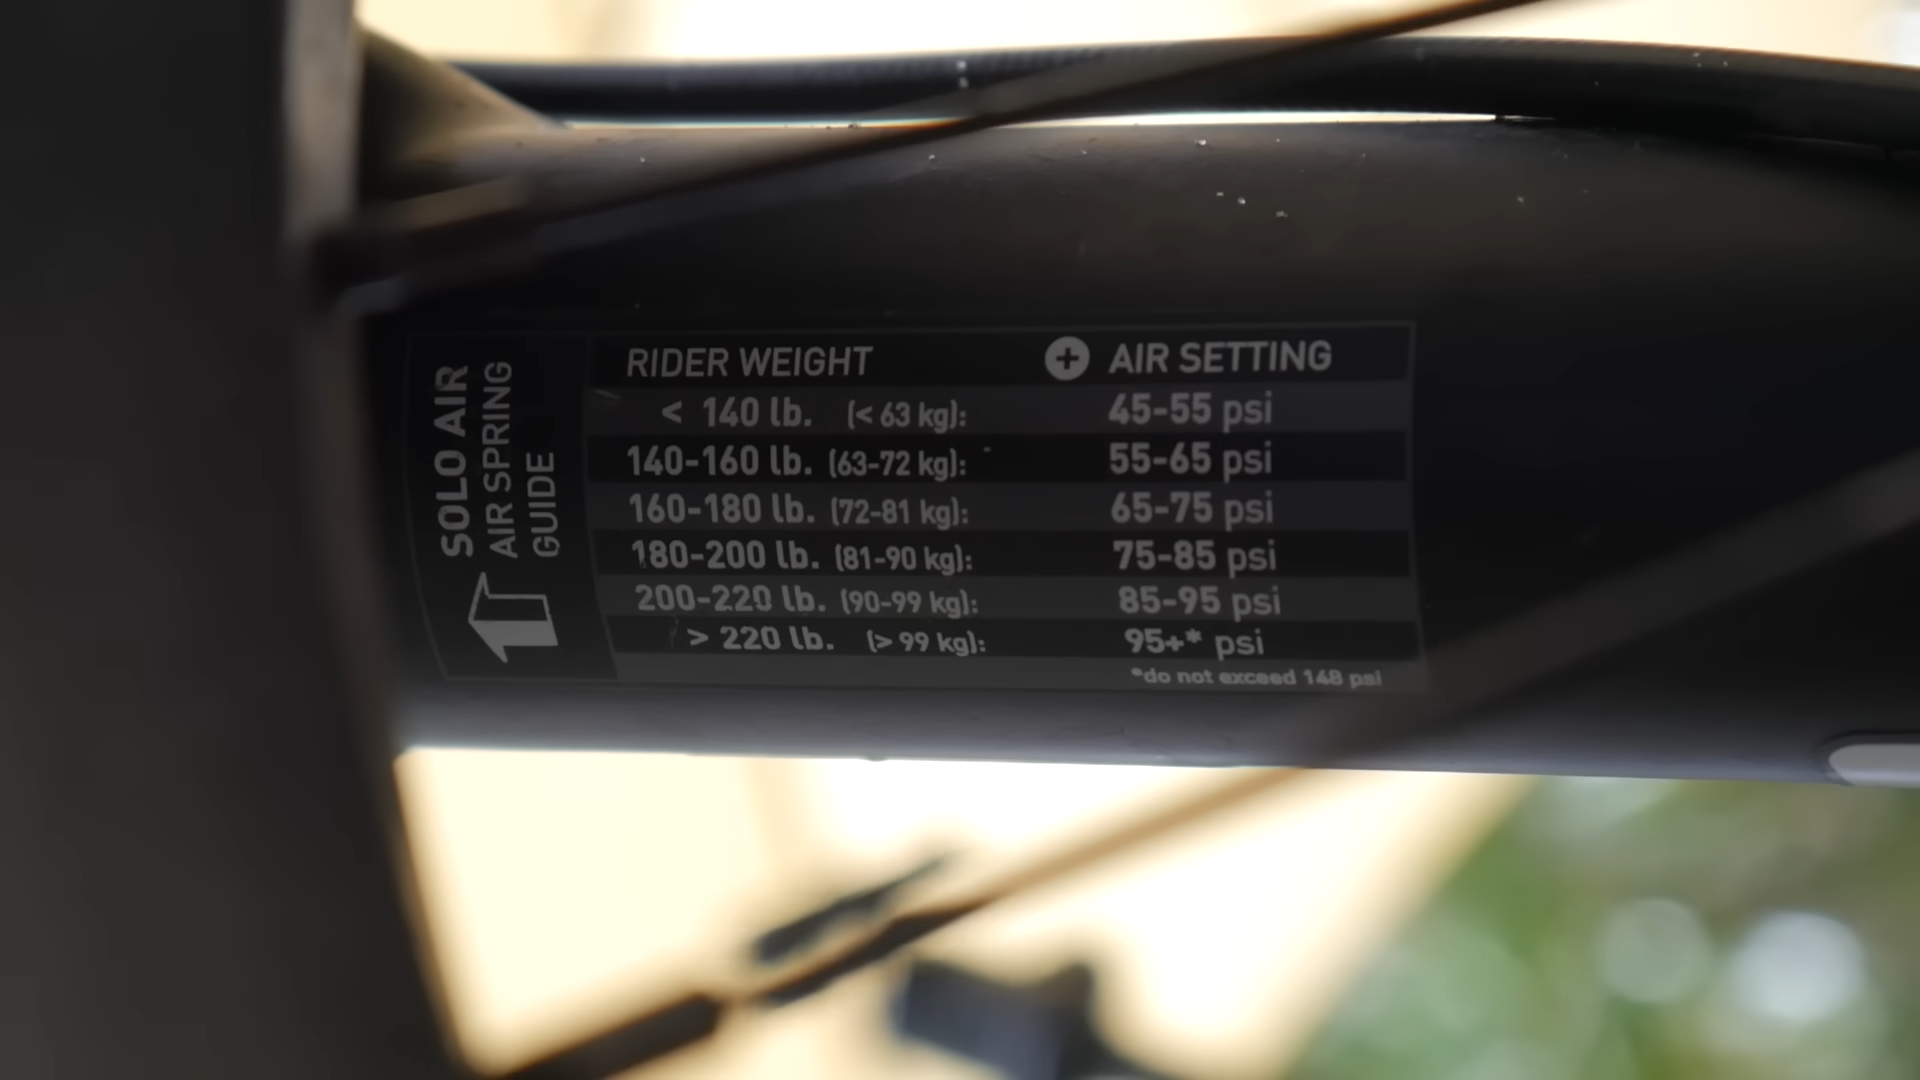 SOLO AIR
AIR SPRING
GUIDE
RIDER WEIGHT + AIR SETTING
< 140 lb. (< 63 kg): 45-55 psi
140-160 lb. (63-72 kg): 55-65 psi
160-180 lb. (72-81 kg): 65-75 psi
180-200 lb. (81-90 kg): 75-85 psi
200-220 lb. (90-99 kg): 85-95 psi
> 220 lb. (> 99 kg): 95+* psi
*do not exceed 148 psi